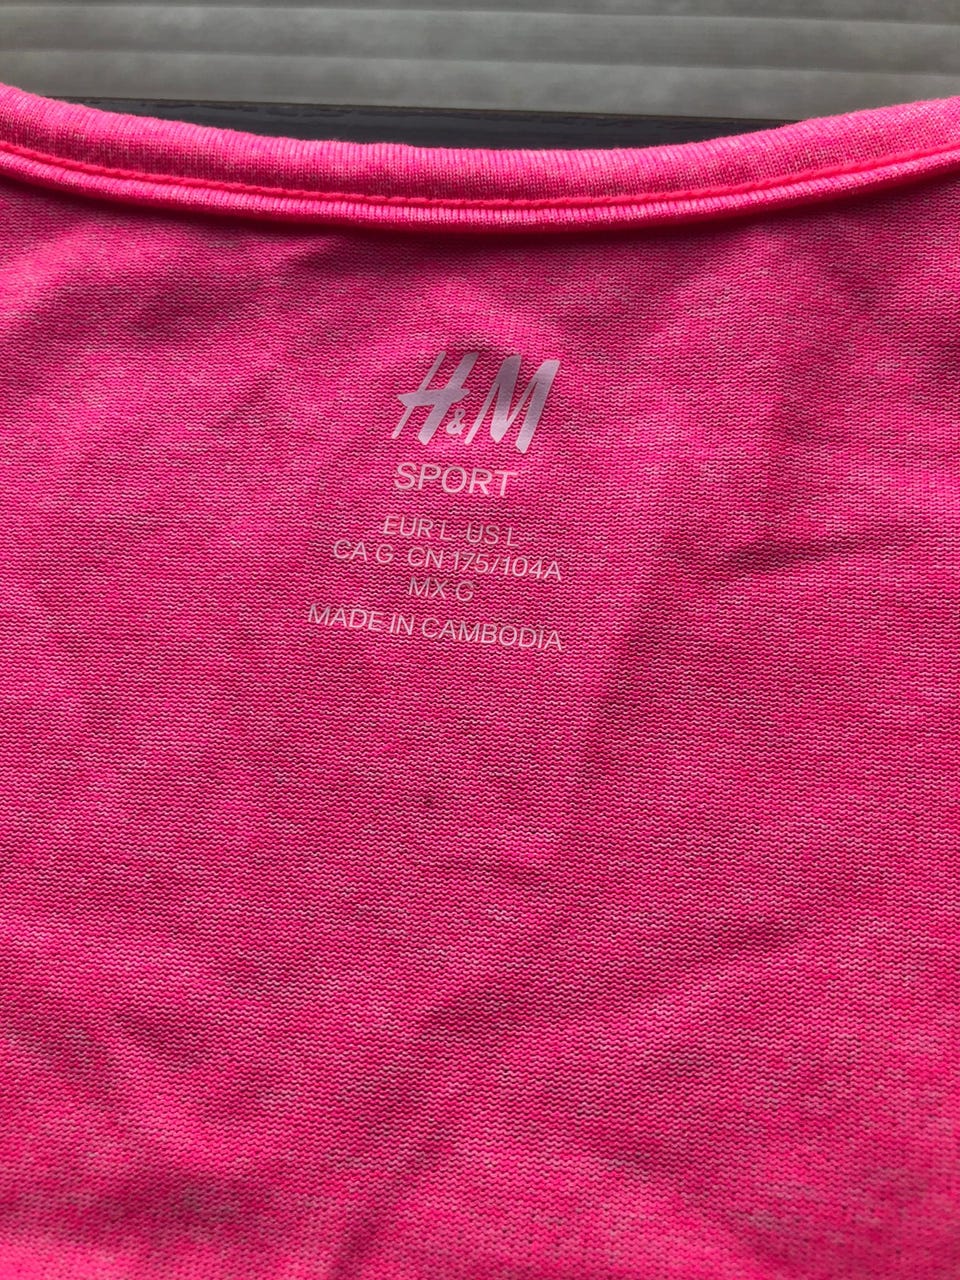 H&M
SPORT
EUR L US L
CA G CN 175/104A
MX G
MADE IN CAMBODIA